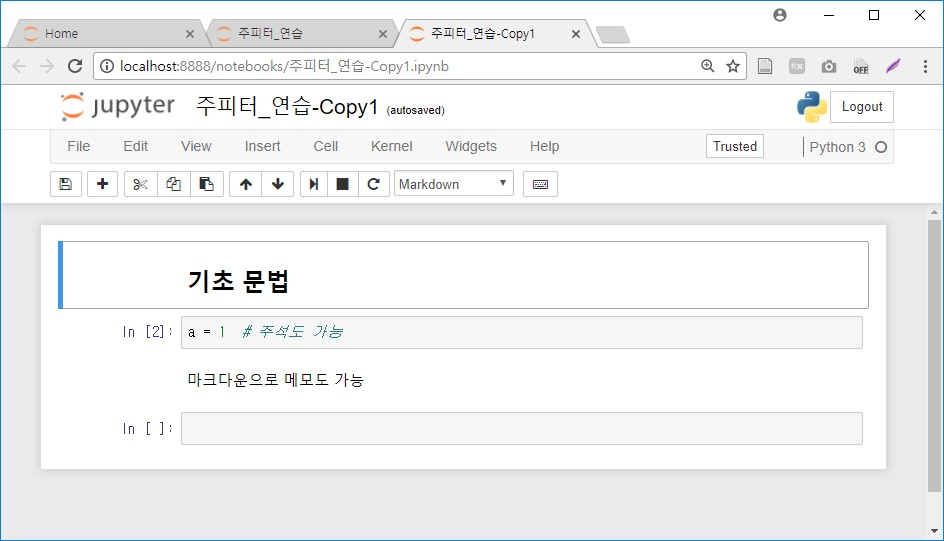 Home
주피터_연습
주피터_연습-Copy1
localhost:8888/notebooks/주피터_연습-Copy1.ipynb
OFF
jupyter 주피터_연습-Copy1 (autosaved) Logout
File Edit View Insert Cell Kernel Widgets Help Trusted Python 3
Markdown
기초 문법
In [2]: a = 1 # 주석도 가능
마크다운으로 메모도 가능
In [ ]: